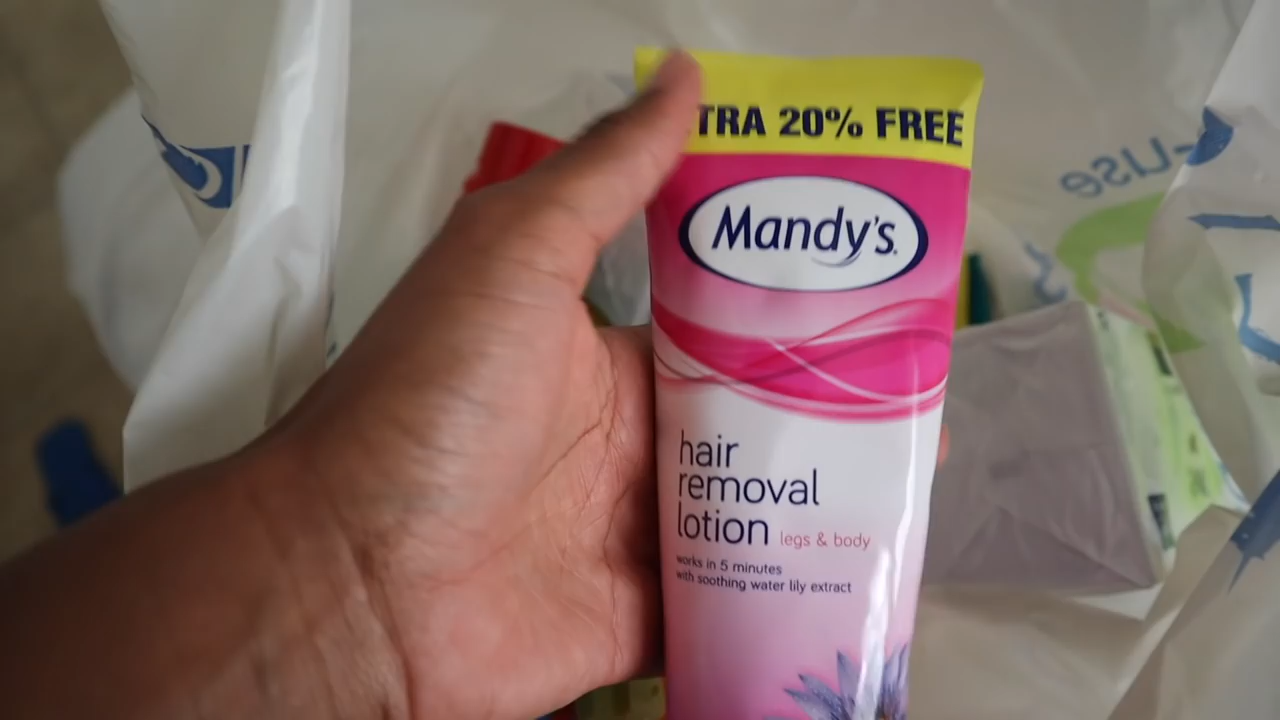 TRA 20% FREE
Mandy's.
hair
removal
lotion legs & body
works in 5 minutes
with soothing water lily extract